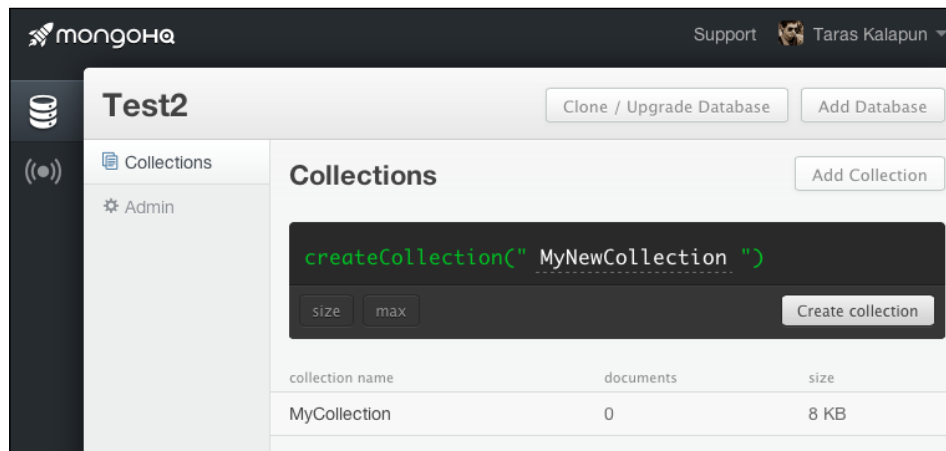 mongoHQ
Support Taras Kalapun
Test2 Clone / Upgrade Database Add Database
Collections
Admin
Collections Add Collection
createCollection(" MyNewCollection ")
size max Create collection
collection name documents size
MyCollection 0 8 KB